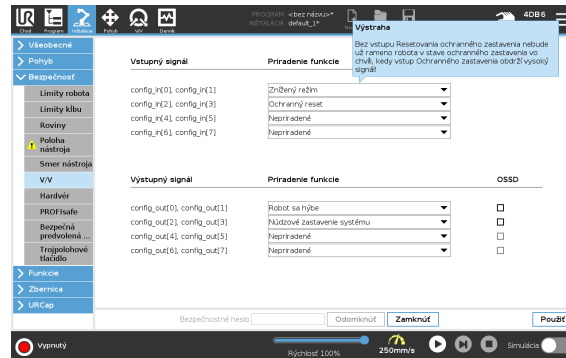 PROGRAM <bez názvu>*
INŠTALÁCIA default_1*
4DB6
Chod
Program
Inštalácia
Pohyb
V/V
Denník
Výstraha
Bez vstupu Resetovania ochranného zastavenia nebude
už rameno robota v stave ochranného zastavenia vo
chvíli, kedy vstup Ochranného zastavenia obdrží vysoký
signál!
Všeobecné
Pohyb
Bezpečnosť
Limity robota
Limity kĺbu
Roviny
Poloha
nástroja
Smer nástroja
V/V
Hardvér
PROFIsafe
Bezpečná
predvolená ...
Trojpolohové
tlačidlo
Funkcie
Zbernica
URCap
Vstupný signál Priradenie funkcie
config_in[0], config_in[1] Znížený režim
config_in[2], config_in[3] Ochranný reset
config_in[4], config_in[5] Nepriradené
config_in[6], config_in[7] Nepriradené
Výstupný signál Priradenie funkcie OSSD
config_out[0], config_out[1] Robot sa hýbe
config_out[2], config_out[3] Núdzové zastavenie systému
config_out[4], config_out[5] Nepriradené
config_out[6], config_out[7] Nepriradené
Bezpečnostné heslo Odomknúť Zamknúť Použiť
Vypnutý
Rýchlosť 100%
250mm/s
Simulácia